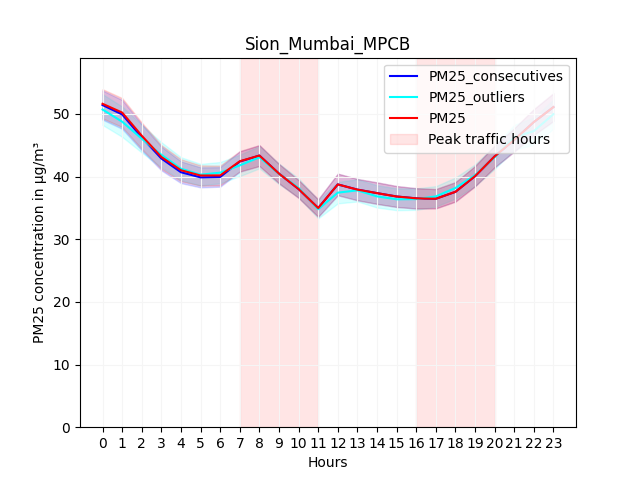 Sion_Mumbai_MPCB
PM25_consecutives
PM25_outliers
PM25
Peak traffic hours
PM25 concentration in µg/m³
50
40
30
20
10
0
0 1 2 3 4 5 6 7 8 9 10 11 12 13 14 15 16 17 18 19 20 21 22 23
Hours